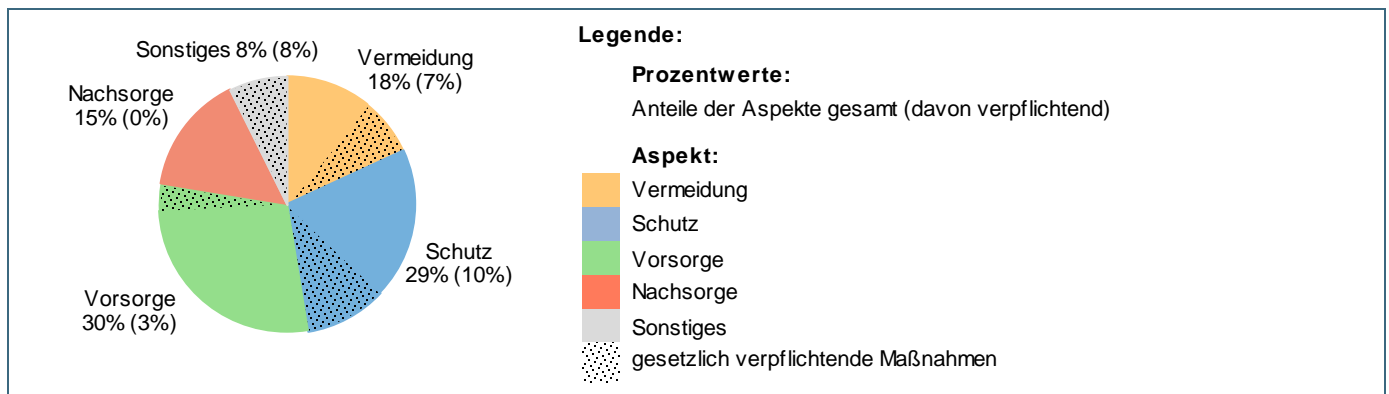 Sonstiges 8% (8%)
Vermeidung
18% (7%)
Nachsorge
15% (0%)
Schutz
29% (10%)
Vorsorge
30% (3%)
Legende:
Prozentwerte:
Anteile der Aspekte gesamt (davon verpflichtend)
Aspekt:
Vermeidung
Schutz
Vorsorge
Nachsorge
Sonstiges
gesetzlich verpflichtende Maßnahmen